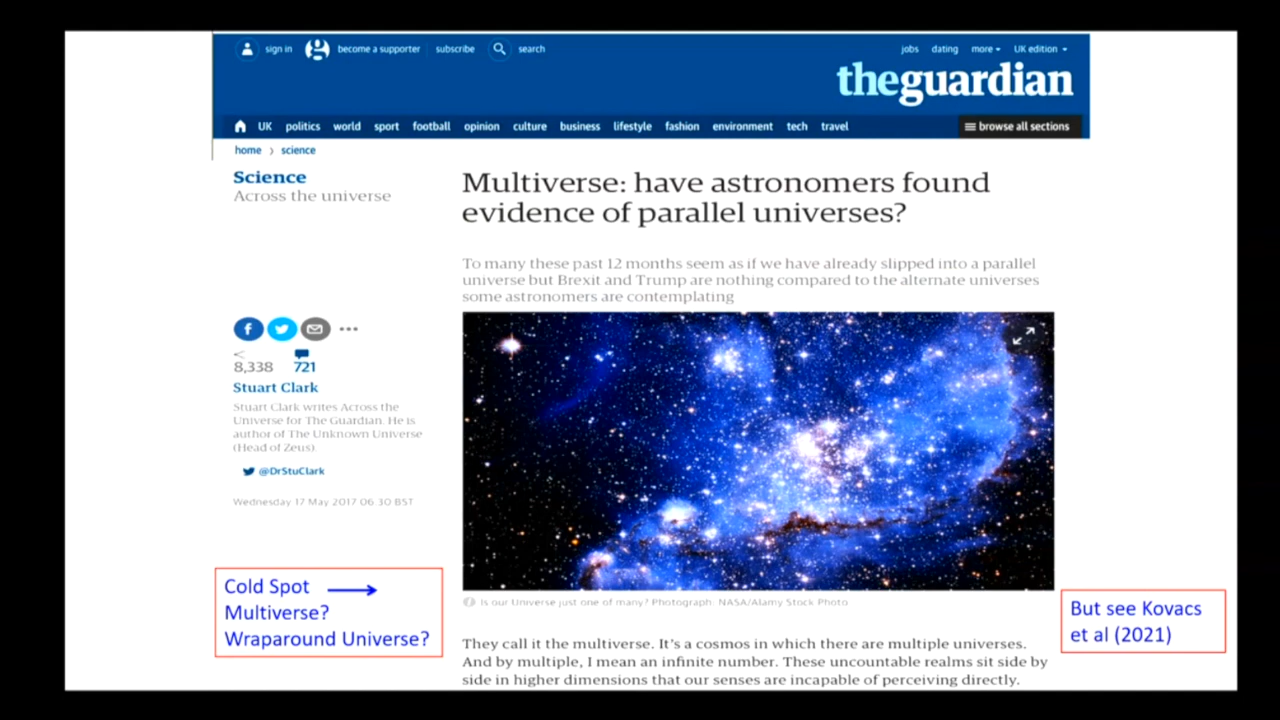 sign in become a supporter subscribe search jobs dating more UK edition
theguardian
UK politics world sport football opinion culture business lifestyle fashion environment tech travel browse all sections
home › science
Science
Across the universe
Multiverse: have astronomers found
evidence of parallel universes?
To many these past 12 months seem as if we have already slipped into a parallel
universe but Brexit and Trump are nothing compared to the alternate universes
some astronomers are contemplating
8,338 721
Stuart Clark
Stuart Clark writes Across the
Universe for The Guardian. He is
author of The Unknown Universe
(Head of Zeus).
@DrStuClark
Wednesday 17 May 2017 06.30 BST
Cold Spot
Multiverse?
Wraparound Universe?
Is our Universe just one of many? Photograph: NASA/Alamy Stock Photo
But see Kovacs
et al (2021)
They call it the multiverse. It's a cosmos in which there are multiple universes.
And by multiple, I mean an infinite number. These uncountable realms sit side by
side in higher dimensions that our senses are incapable of perceiving directly.